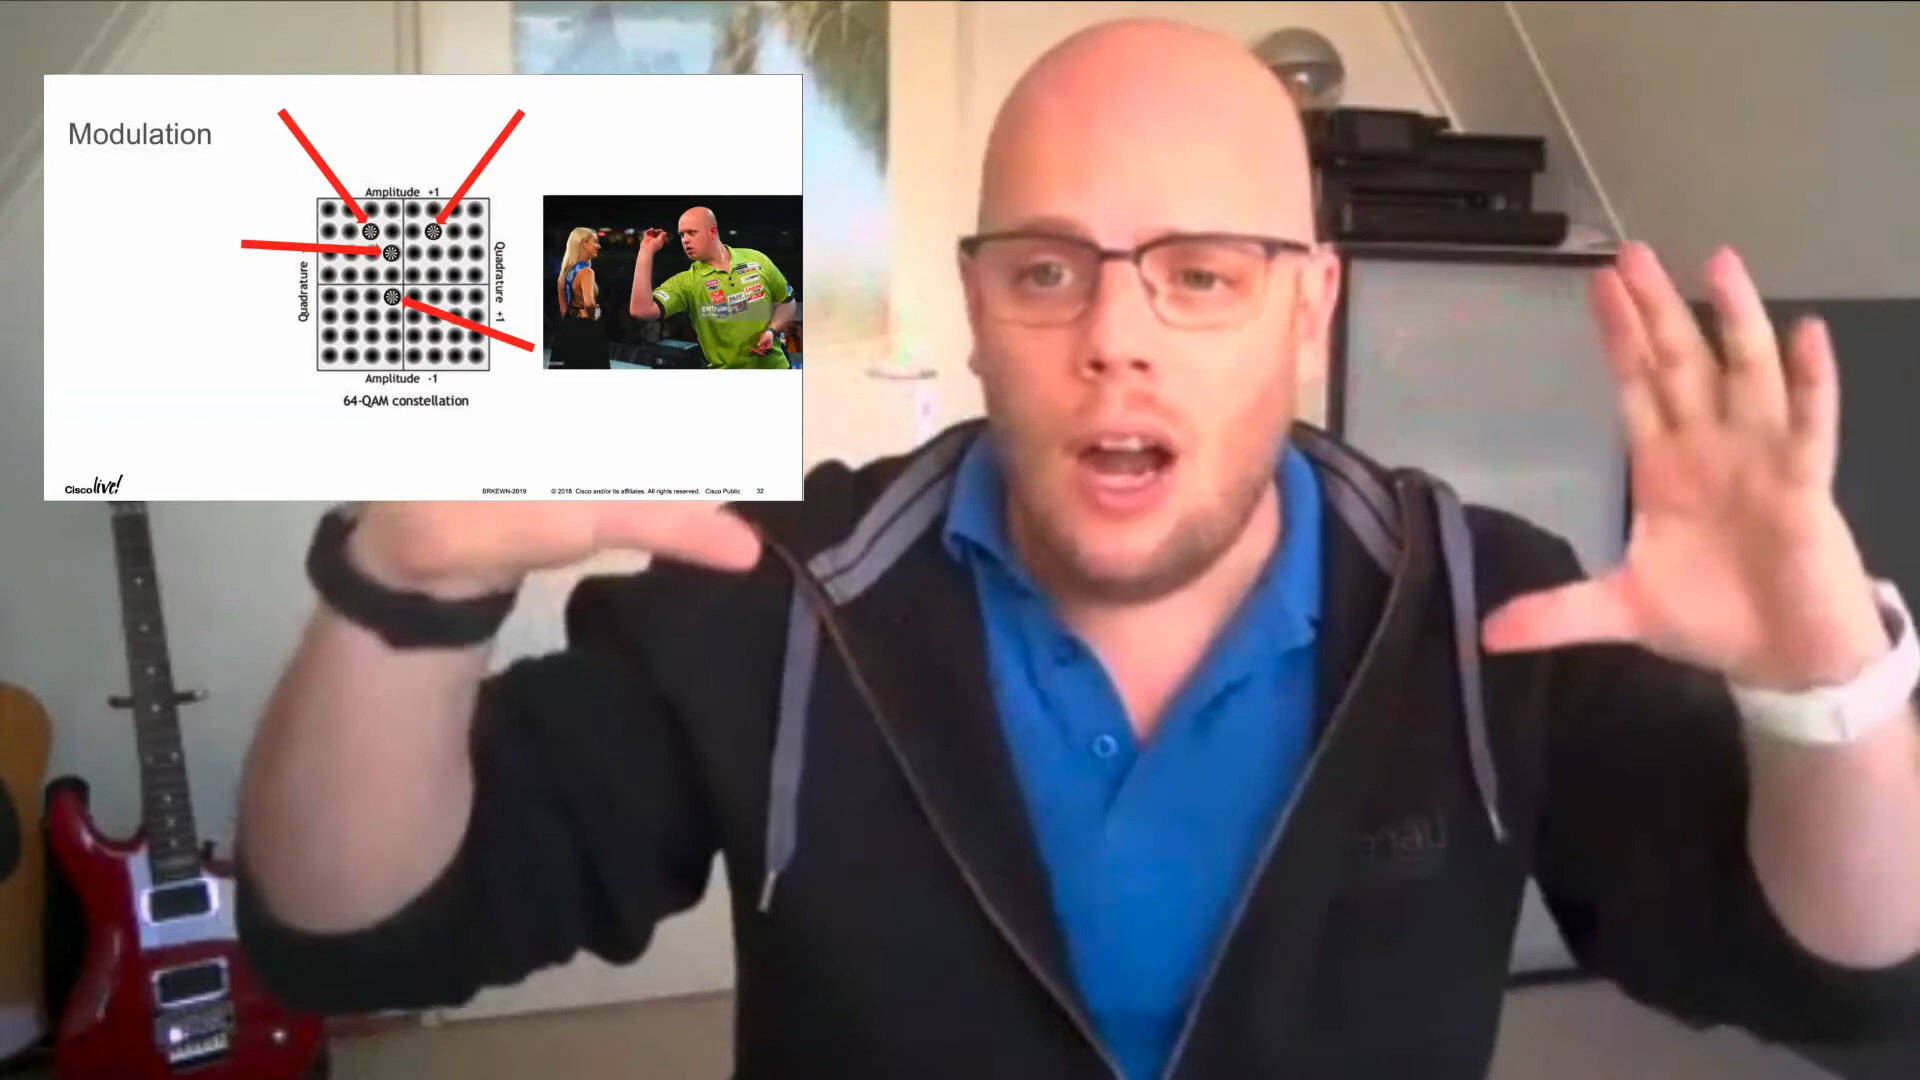 Modulation
Amplitude +1
Quadrature
Quadrature +1
Amplitude -1
64-QAM constellation
Cisco live!
BRKEWN-2019
© 2016 Cisco and/or its affiliates. All rights reserved. Cisco Public
32